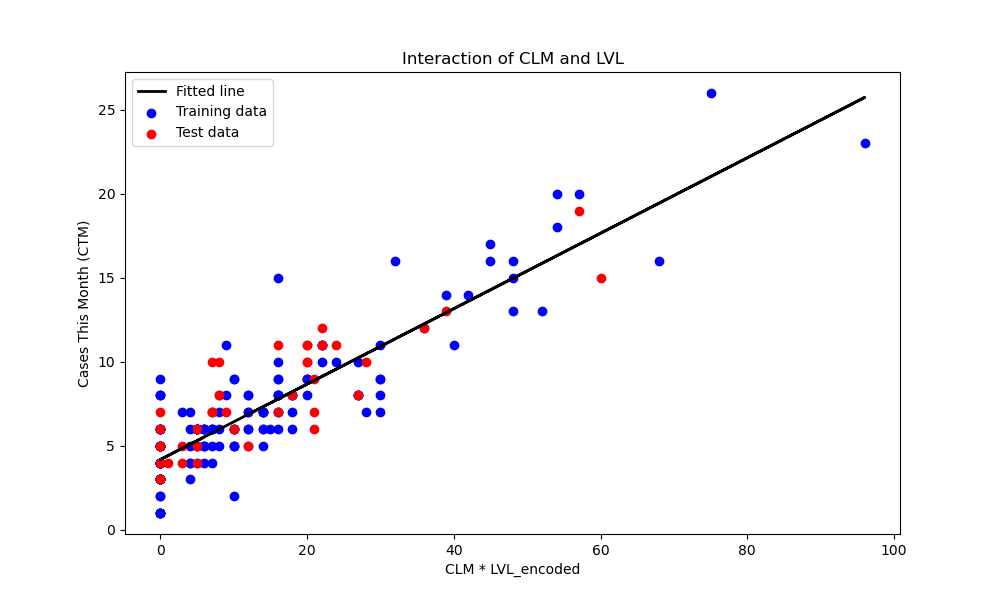 Interaction of CLM and LVL
Fitted line
Training data
Test data
Cases This Month (CTM)
25
20
15
10
5
0
0 20 40 60 80 100
CLM * LVL_encoded